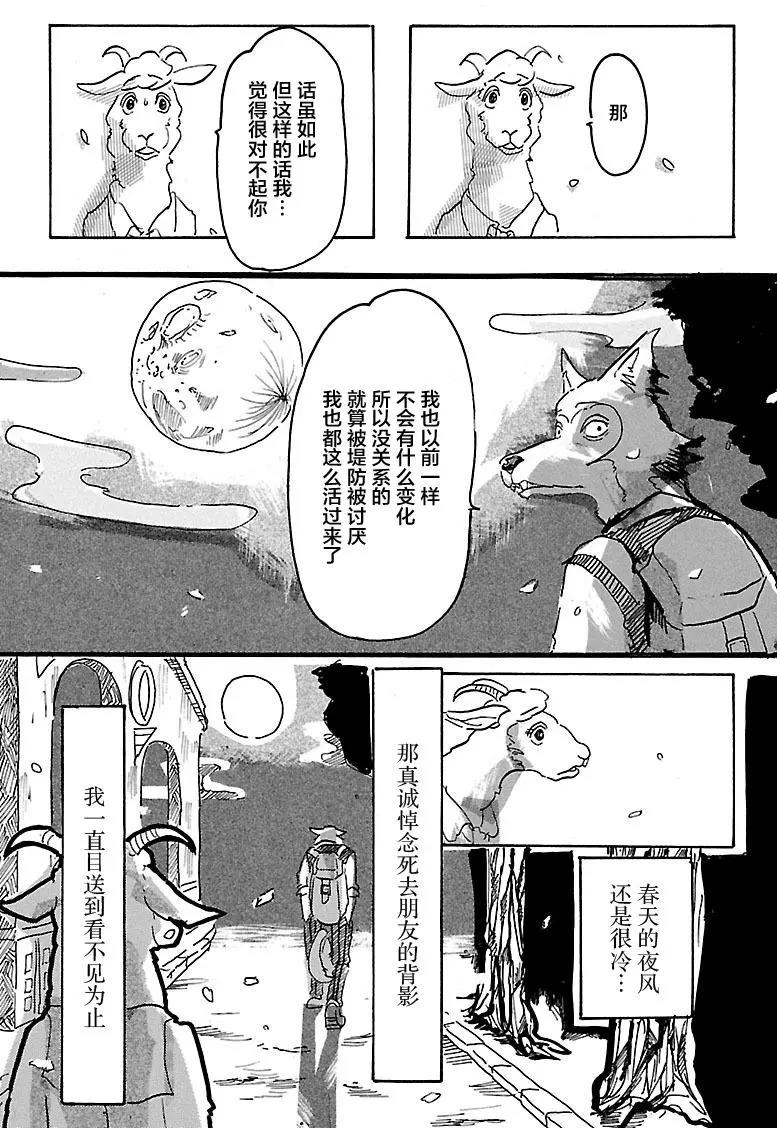 那
话虽如此
但这样的话我…
觉得很对不起你
我也以前一样
不会有什么变化
所以没关系的
就算被堤防被讨厌
我也都这么活过来了
春天的夜风
还是很冷…
那真诚悼念死去朋友的背影
我一直目送到看不见为止